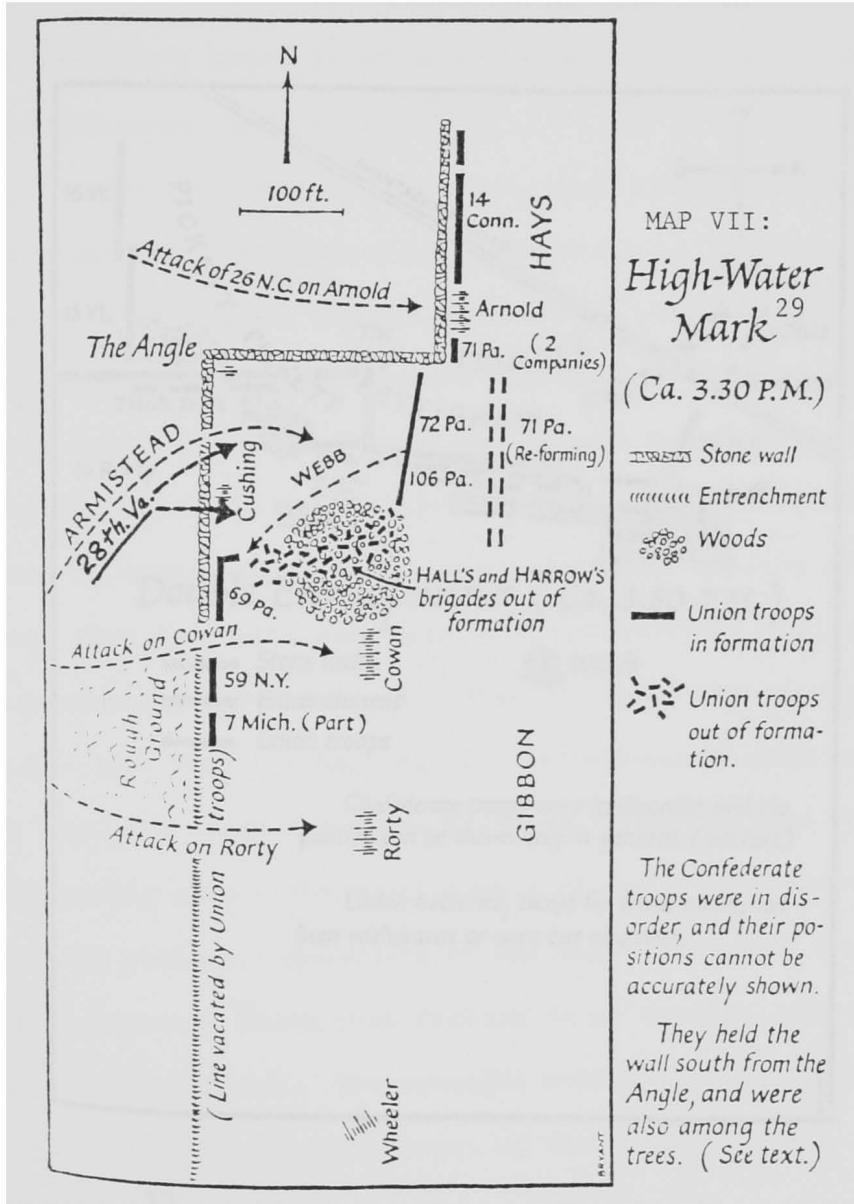 N
100 ft.
14
Conn.
HAYS
Attack of 26 N.C. on Arnold
Arnold
The Angle
71 Pa. ( 2
Companies)
72 Pa.
71 Pa.
(Re-forming)
106 Pa.
WEBB
ARMISTEAD
28th. Va.
Cushing
HALL'S and HARROW'S
brigades out of
formation
69 Pa.
Attack on Cowan
Cowan
59 N.Y.
7 Mich. ( Part )
Rough
Ground
GIBBON
Attack on Rorty
Rorty
( Line vacated by Union troops)
Wheeler
BRYANT
MAP VII:
High-Water
Mark 29
(Ca. 3.30 P.M.)
Stone wall
Entrenchment
Woods
Union troops
in formation
Union troops
out of forma-
tion.
The Confederate
troops were in dis-
order, and their po-
sitions cannot be
accurately shown.
They held the
wall south from the
Angle, and were
also among the
trees. ( See text.)